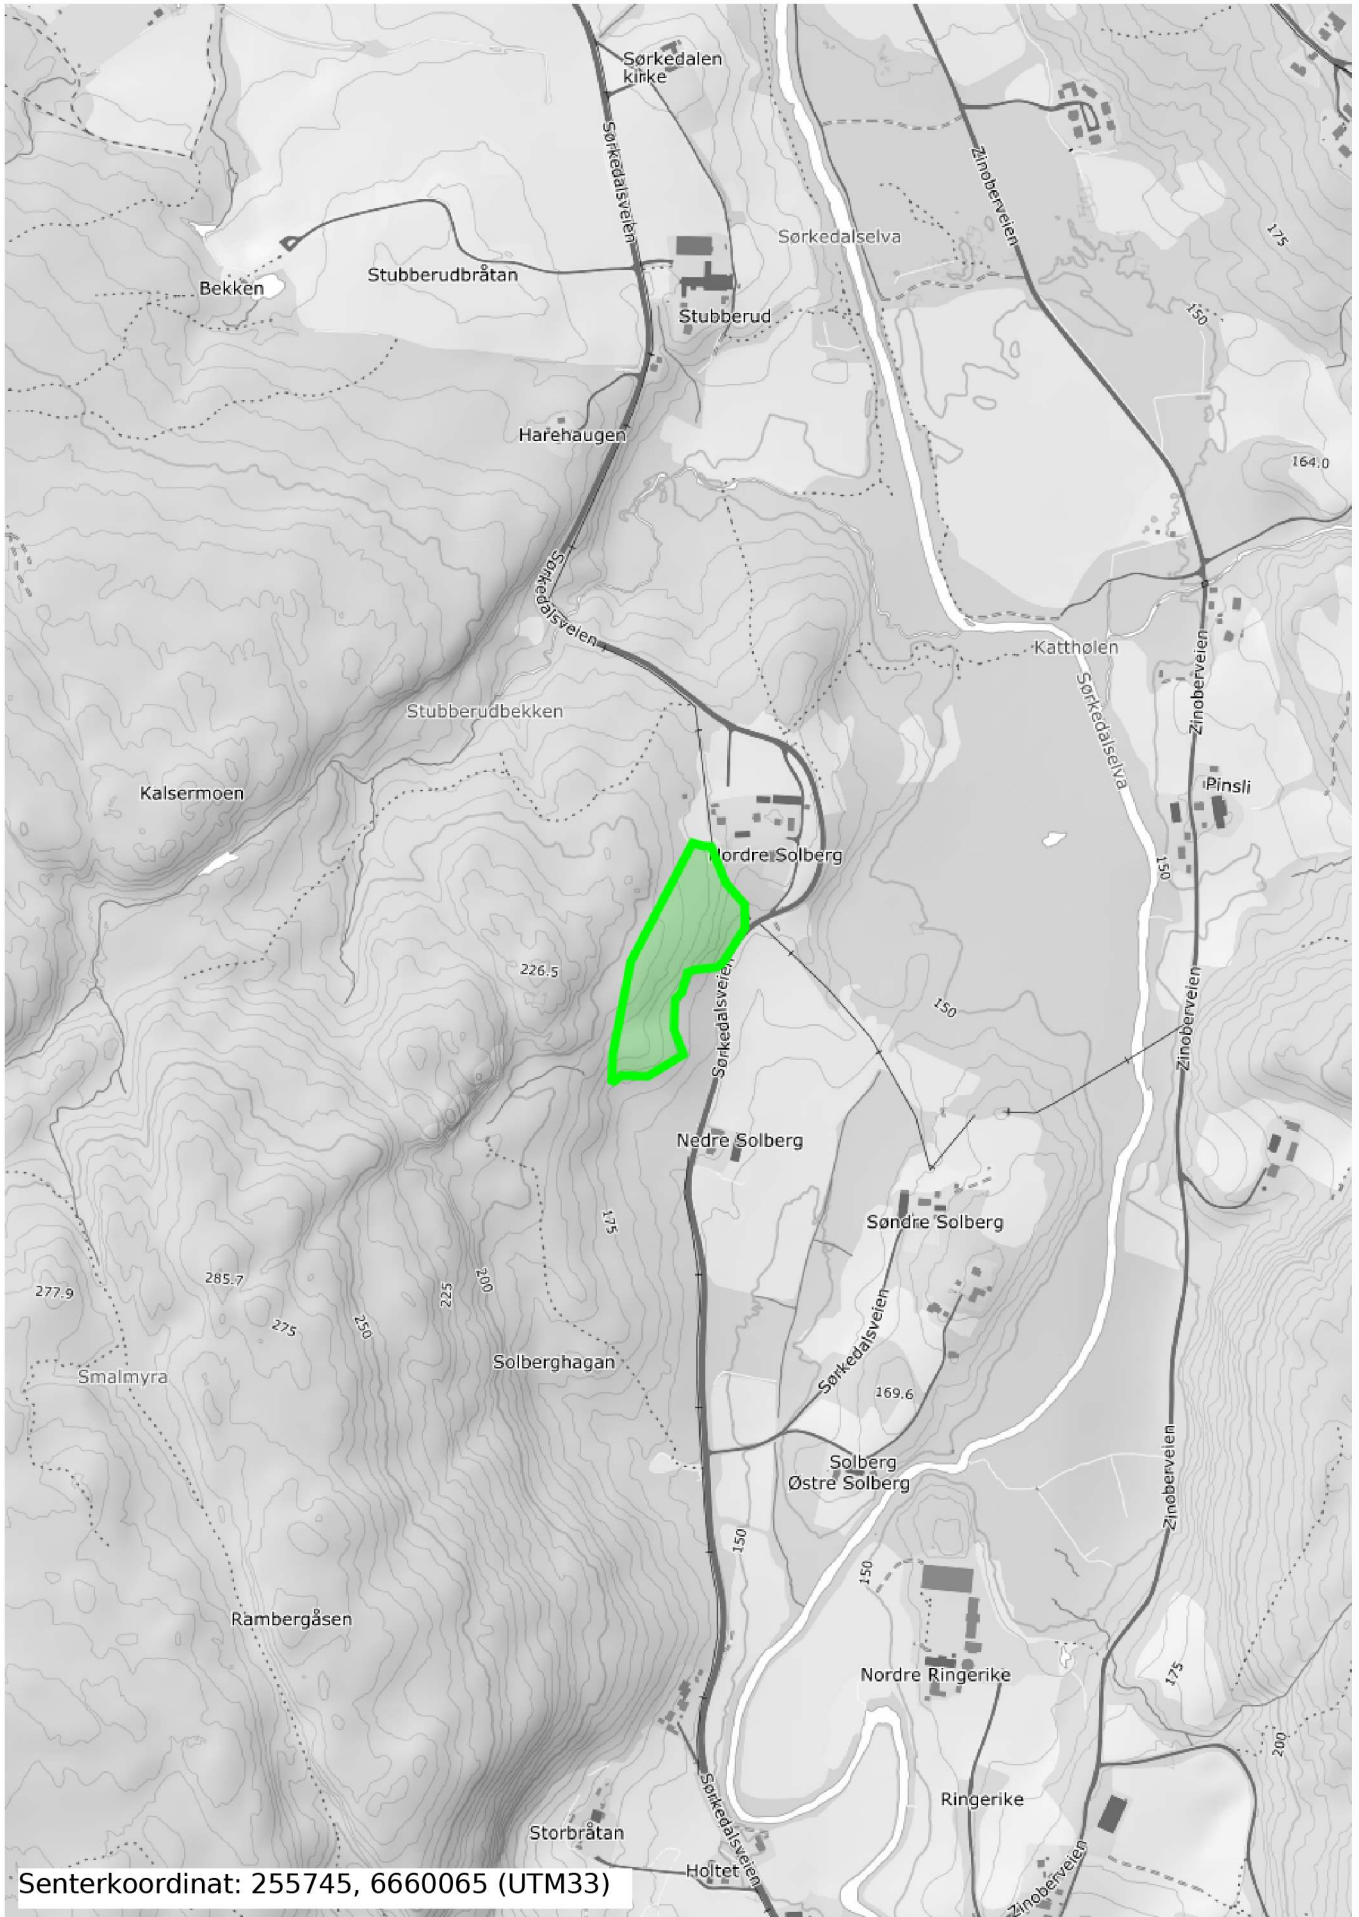 Sørkedalen
kirke
Sørkedalsveien
Zinoberveien
Sørkedalselva
175
Bekken
Stubberudbråtan
Stubberud
150
Harehaugen
164.0
Sørkedalsveien
Katthølen
Zinoberveien
Sørkedalselva
Stubberudbekken
Kalsermoen
Pinsli
Nordre Solberg
150
226.5
Sørkedalsveien
150
Zinoberveien
Nedre Solberg
175
Søndre Solberg
277.9
285.7
275
250
225
200
Sørkedalsveien
Solberghagan
Smalmyra
169.6
Solberg
Østre Solberg
Zinoberveien
150
150
Rambergåsen
Nordre Ringerike
175
200
Sørkedalsveien
Ringerike
Storbråtan
Holtet
Zinoberveien
Senterkoordinat: 255745, 6660065 (UTM33)